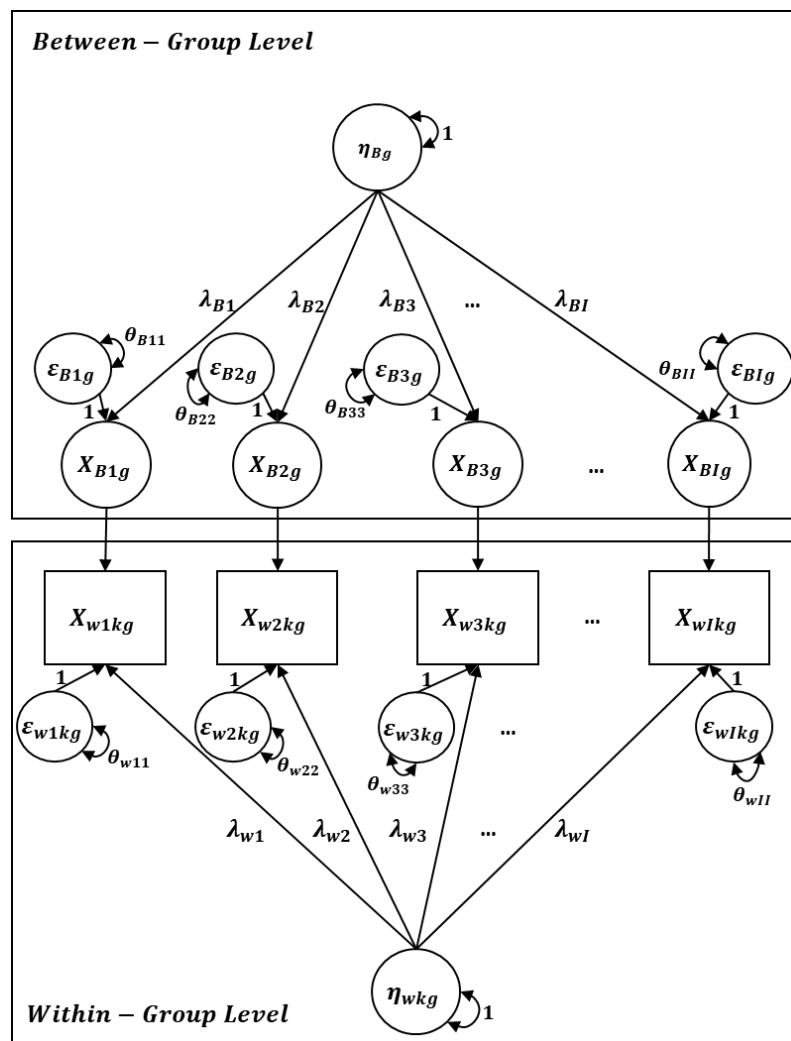 Between − Group Level
η_Bg
1
λ_B1 λ_B2 λ_B3 ... λ_BI
ε_B1g θ_B11 ε_B2g θ_B22 ε_B3g θ_B33 θ_BII ε_BIg
1 1 1 1
X_B1g X_B2g X_B3g ... X_BIg
X_w1kg X_w2kg X_w3kg ... X_wIkg
1 1 1 1
ε_w1kg θ_w11 ε_w2kg θ_w22 ε_w3kg θ_w33 ... ε_wIkg θ_wII
λ_w1 λ_w2 λ_w3 ... λ_wI
η_wkg
1
Within − Group Level